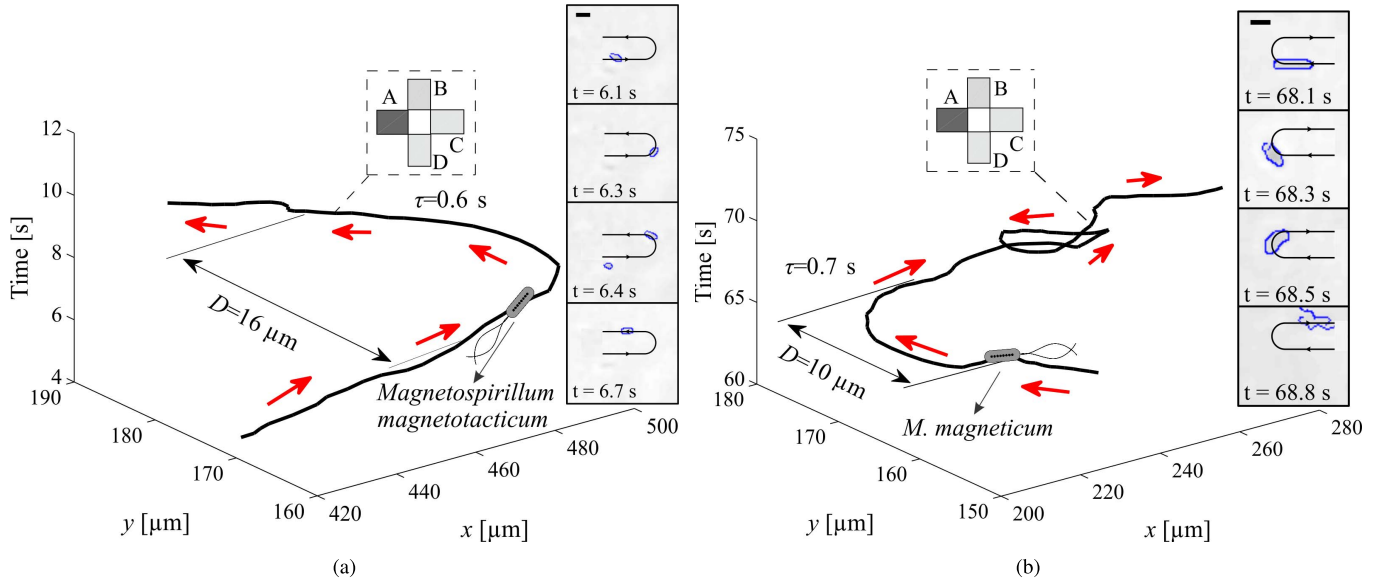 A
B
C
D
12
10
8
6
4
Time [s]
τ=0.6 s
D=16 μm
Magnetospirillum
magnetotacticum
190
180
170
160
y [μm]
420
440
460
480
500
x [μm]
t = 6.1 s
t = 6.3 s
t = 6.4 s
t = 6.7 s
(a)
A
B
C
D
75
70
65
60
Time [s]
τ=0.7 s
D=10 μm
M. magneticum
180
170
160
150
y [μm]
200
220
240
260
280
x [μm]
t = 68.1 s
t = 68.3 s
t = 68.5 s
t = 68.8 s
(b)